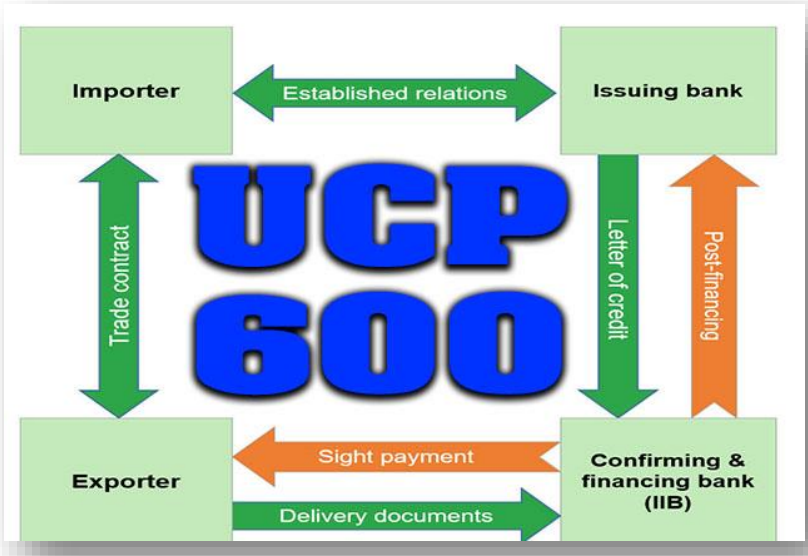 Importer
Established relations
Issuing bank
UCP
600
Trade contract
Letter of credit
Post-financing
Exporter
Sight payment
Delivery documents
Confirming &
financing bank
(IIB)